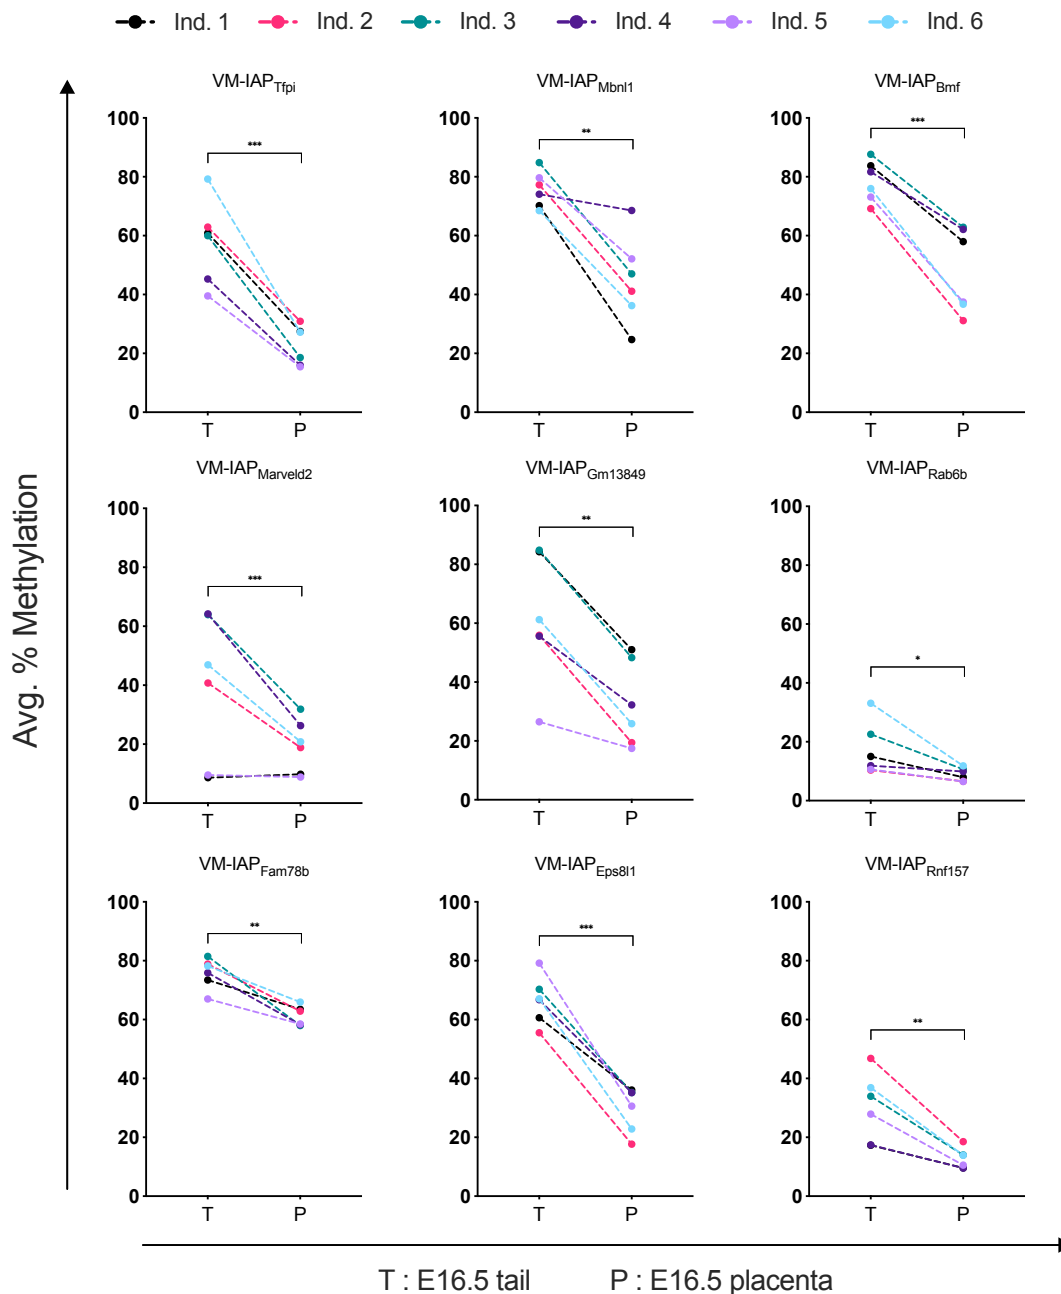 Ind. 1 Ind. 2 Ind. 3 Ind. 4 Ind. 5 Ind. 6
VM-IAPTfpi VM-IAPMbnl1 VM-IAPBmf
100 100 100
*** ** ***
80 80 80
60 60 60
40 40 40
20 20 20
0 0 0
T P T P T P
VM-IAPMarveld2 VM-IAPGm13849 VM-IAPRab6b
100 100 100
*** ** *
80 80 80
60 60 60
40 40 40
20 20 20
0 0 0
T P T P T P
VM-IAPFam78b VM-IAPEps8l1 VM-IAPRnf157
100 100 100
** *** **
80 80 80
60 60 60
40 40 40
20 20 20
0 0 0
T P T P T P
Avg. % Methylation
T : E16.5 tail P : E16.5 placenta